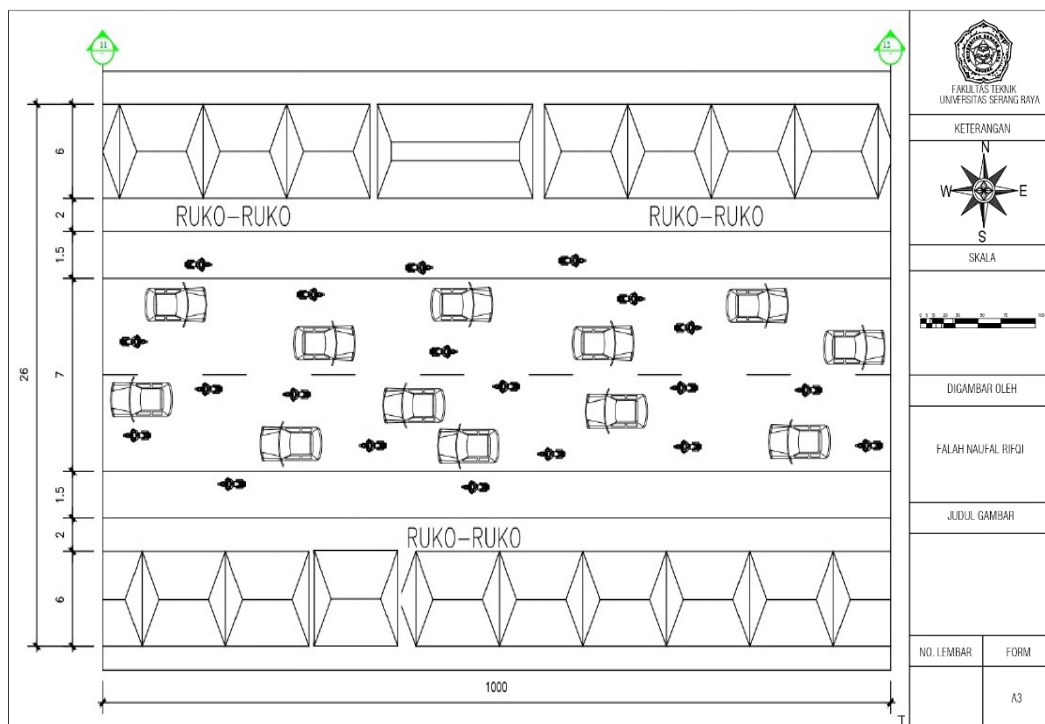 11
12
6
2
1.5
7
1.5
2
6
26
RUKO-RUKO
RUKO-RUKO
RUKO-RUKO
1000
T
FAKULTAS TEKNIK
UNIVERSITAS SERANG RAYA
KETERANGAN
N
W E
S
SKALA
DIGAMBAR OLEH
FALAH NAUFAL RIFQI
JUDUL GAMBAR
NO. LEMBAR FORM
A3